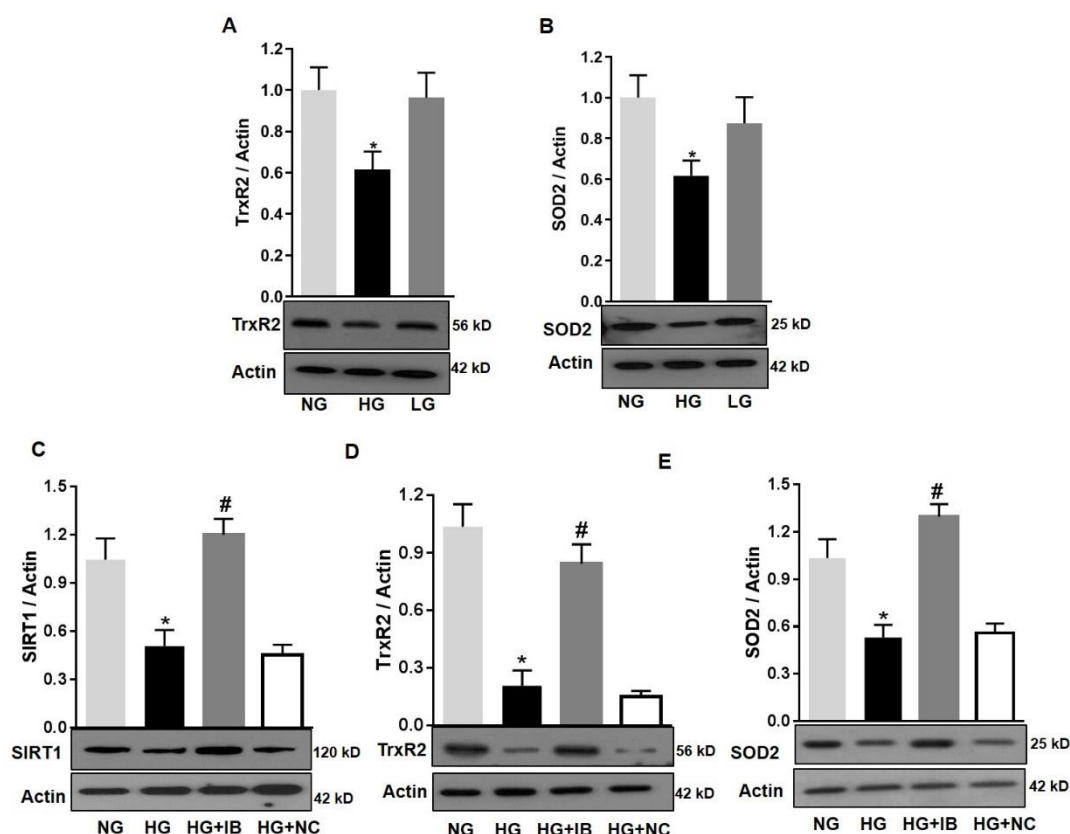 A
TrxR2 / Actin
1.2
1.0
0.8
0.6
0.4
0.2
0.0
*
TrxR2
56 kD
Actin
42 kD
NG HG LG
B
SOD2 / Actin
1.2
1.0
0.8
0.6
0.4
0.2
0.0
*
SOD2
25 kD
Actin
42 kD
NG HG LG
C
SIRT1 / Actin
1.5
1.2
0.9
0.6
0.3
0.0
*
#
SIRT1
120 kD
Actin
42 kD
NG HG HG+IB HG+NC
D
TrxR2 / Actin
1.2
0.9
0.6
0.3
0.0
*
#
TrxR2
56 kD
Actin
42 kD
NG HG HG+IB HG+NC
E
SOD2 / Actin
1.5
1.2
0.9
0.6
0.3
0.0
*
#
SOD2
25 kD
Actin
42 kD
NG HG HG+IB HG+NC